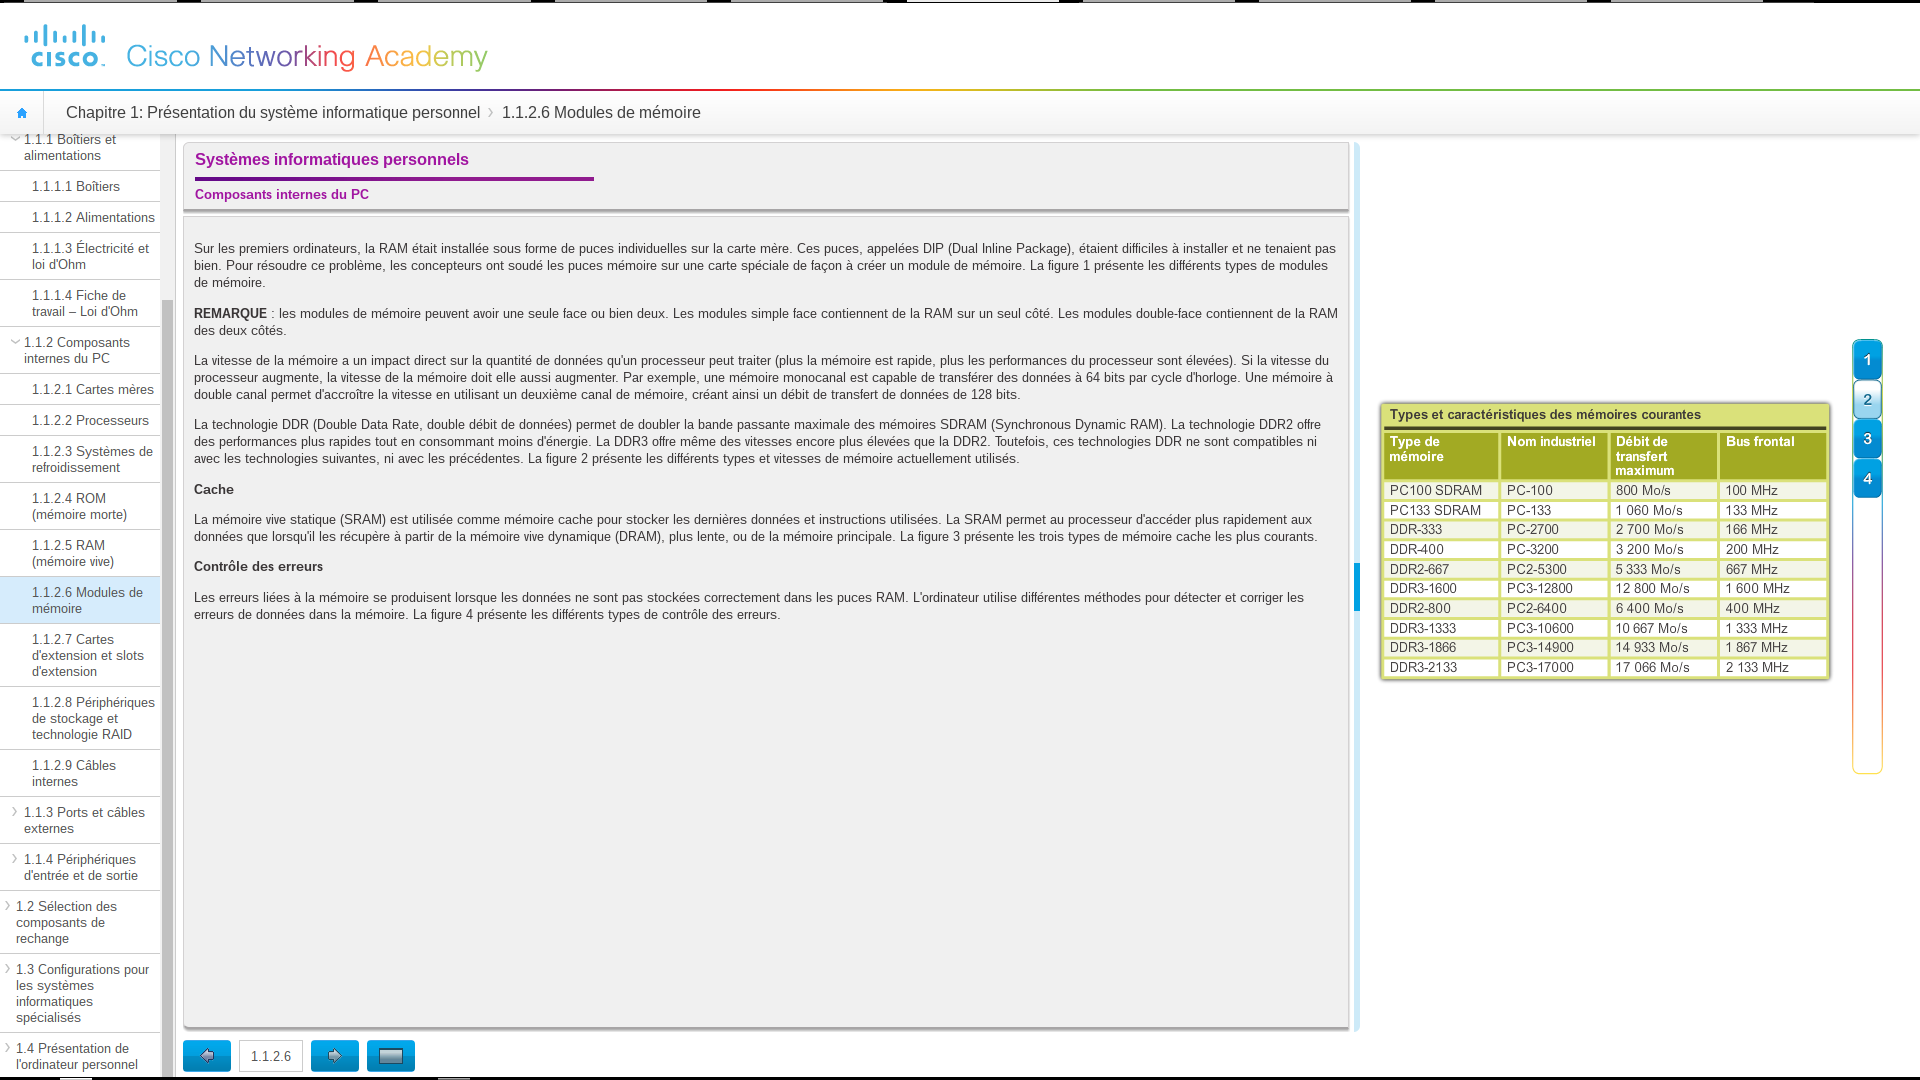 cisco
Cisco Networking Academy
Chapitre 1: Présentation du système informatique personnel
1.1.2.6 Modules de mémoire
1.1.1 Boîtiers et
alimentations
1.1.1.1 Boîtiers
1.1.1.2 Alimentations
1.1.1.3 Électricité et
loi d'Ohm
1.1.1.4 Fiche de
travail – Loi d'Ohm
1.1.2 Composants
internes du PC
1.1.2.1 Cartes mères
1.1.2.2 Processeurs
1.1.2.3 Systèmes de
refroidissement
1.1.2.4 ROM
(mémoire morte)
1.1.2.5 RAM
(mémoire vive)
1.1.2.6 Modules de
mémoire
1.1.2.7 Cartes
d'extension et slots
d'extension
1.1.2.8 Périphériques
de stockage et
technologie RAID
1.1.2.9 Câbles
internes
1.1.3 Ports et câbles
externes
1.1.4 Périphériques
d'entrée et de sortie
1.2 Sélection des
composants de
rechange
1.3 Configurations pour
les systèmes
informatiques
spécialisés
1.4 Présentation de
l'ordinateur personnel
Systèmes informatiques personnels
Composants internes du PC
Sur les premiers ordinateurs, la RAM était installée sous forme de puces individuelles sur la carte mère. Ces puces, appelées DIP (Dual Inline Package), étaient difficiles à installer et ne tenaient pas
bien. Pour résoudre ce problème, les concepteurs ont soudé les puces mémoire sur une carte spéciale de façon à créer un module de mémoire. La figure 1 présente les différents types de modules
de mémoire.
REMARQUE : les modules de mémoire peuvent avoir une seule face ou bien deux. Les modules simple face contiennent de la RAM sur un seul côté. Les modules double-face contiennent de la RAM
des deux côtés.
La vitesse de la mémoire a un impact direct sur la quantité de données qu'un processeur peut traiter (plus la mémoire est rapide, plus les performances du processeur sont élevées). Si la vitesse du
processeur augmente, la vitesse de la mémoire doit elle aussi augmenter. Par exemple, une mémoire monocanal est capable de transférer des données à 64 bits par cycle d'horloge. Une mémoire à
double canal permet d'accroître la vitesse en utilisant un deuxième canal de mémoire, créant ainsi un débit de transfert de données de 128 bits.
La technologie DDR (Double Data Rate, double débit de données) permet de doubler la bande passante maximale des mémoires SDRAM (Synchronous Dynamic RAM). La technologie DDR2 offre
des performances plus rapides tout en consommant moins d'énergie. La DDR3 offre même des vitesses encore plus élevées que la DDR2. Toutefois, ces technologies DDR ne sont compatibles ni
avec les technologies suivantes, ni avec les précédentes. La figure 2 présente les différents types et vitesses de mémoire actuellement utilisés.
Cache
La mémoire vive statique (SRAM) est utilisée comme mémoire cache pour stocker les dernières données et instructions utilisées. La SRAM permet au processeur d'accéder plus rapidement aux
données que lorsqu'il les récupère à partir de la mémoire vive dynamique (DRAM), plus lente, ou de la mémoire principale. La figure 3 présente les trois types de mémoire cache les plus courants.
Contrôle des erreurs
Les erreurs liées à la mémoire se produisent lorsque les données ne sont pas stockées correctement dans les puces RAM. L'ordinateur utilise différentes méthodes pour détecter et corriger les
erreurs de données dans la mémoire. La figure 4 présente les différents types de contrôle des erreurs.
1.1.2.6
Types et caractéristiques des mémoires courantes
Type de mémoire Nom industriel Débit de transfert maximum Bus frontal
PC100 SDRAM PC-100 800 Mo/s 100 MHz
PC133 SDRAM PC-133 1 060 Mo/s 133 MHz
DDR-333 PC-2700 2 700 Mo/s 166 MHz
DDR-400 PC-3200 3 200 Mo/s 200 MHz
DDR2-667 PC2-5300 5 333 Mo/s 667 MHz
DDR3-1600 PC3-12800 12 800 Mo/s 1 600 MHz
DDR2-800 PC2-6400 6 400 Mo/s 400 MHz
DDR3-1333 PC3-10600 10 667 Mo/s 1 333 MHz
DDR3-1866 PC3-14900 14 933 Mo/s 1 867 MHz
DDR3-2133 PC3-17000 17 066 Mo/s 2 133 MHz
1
2
3
4